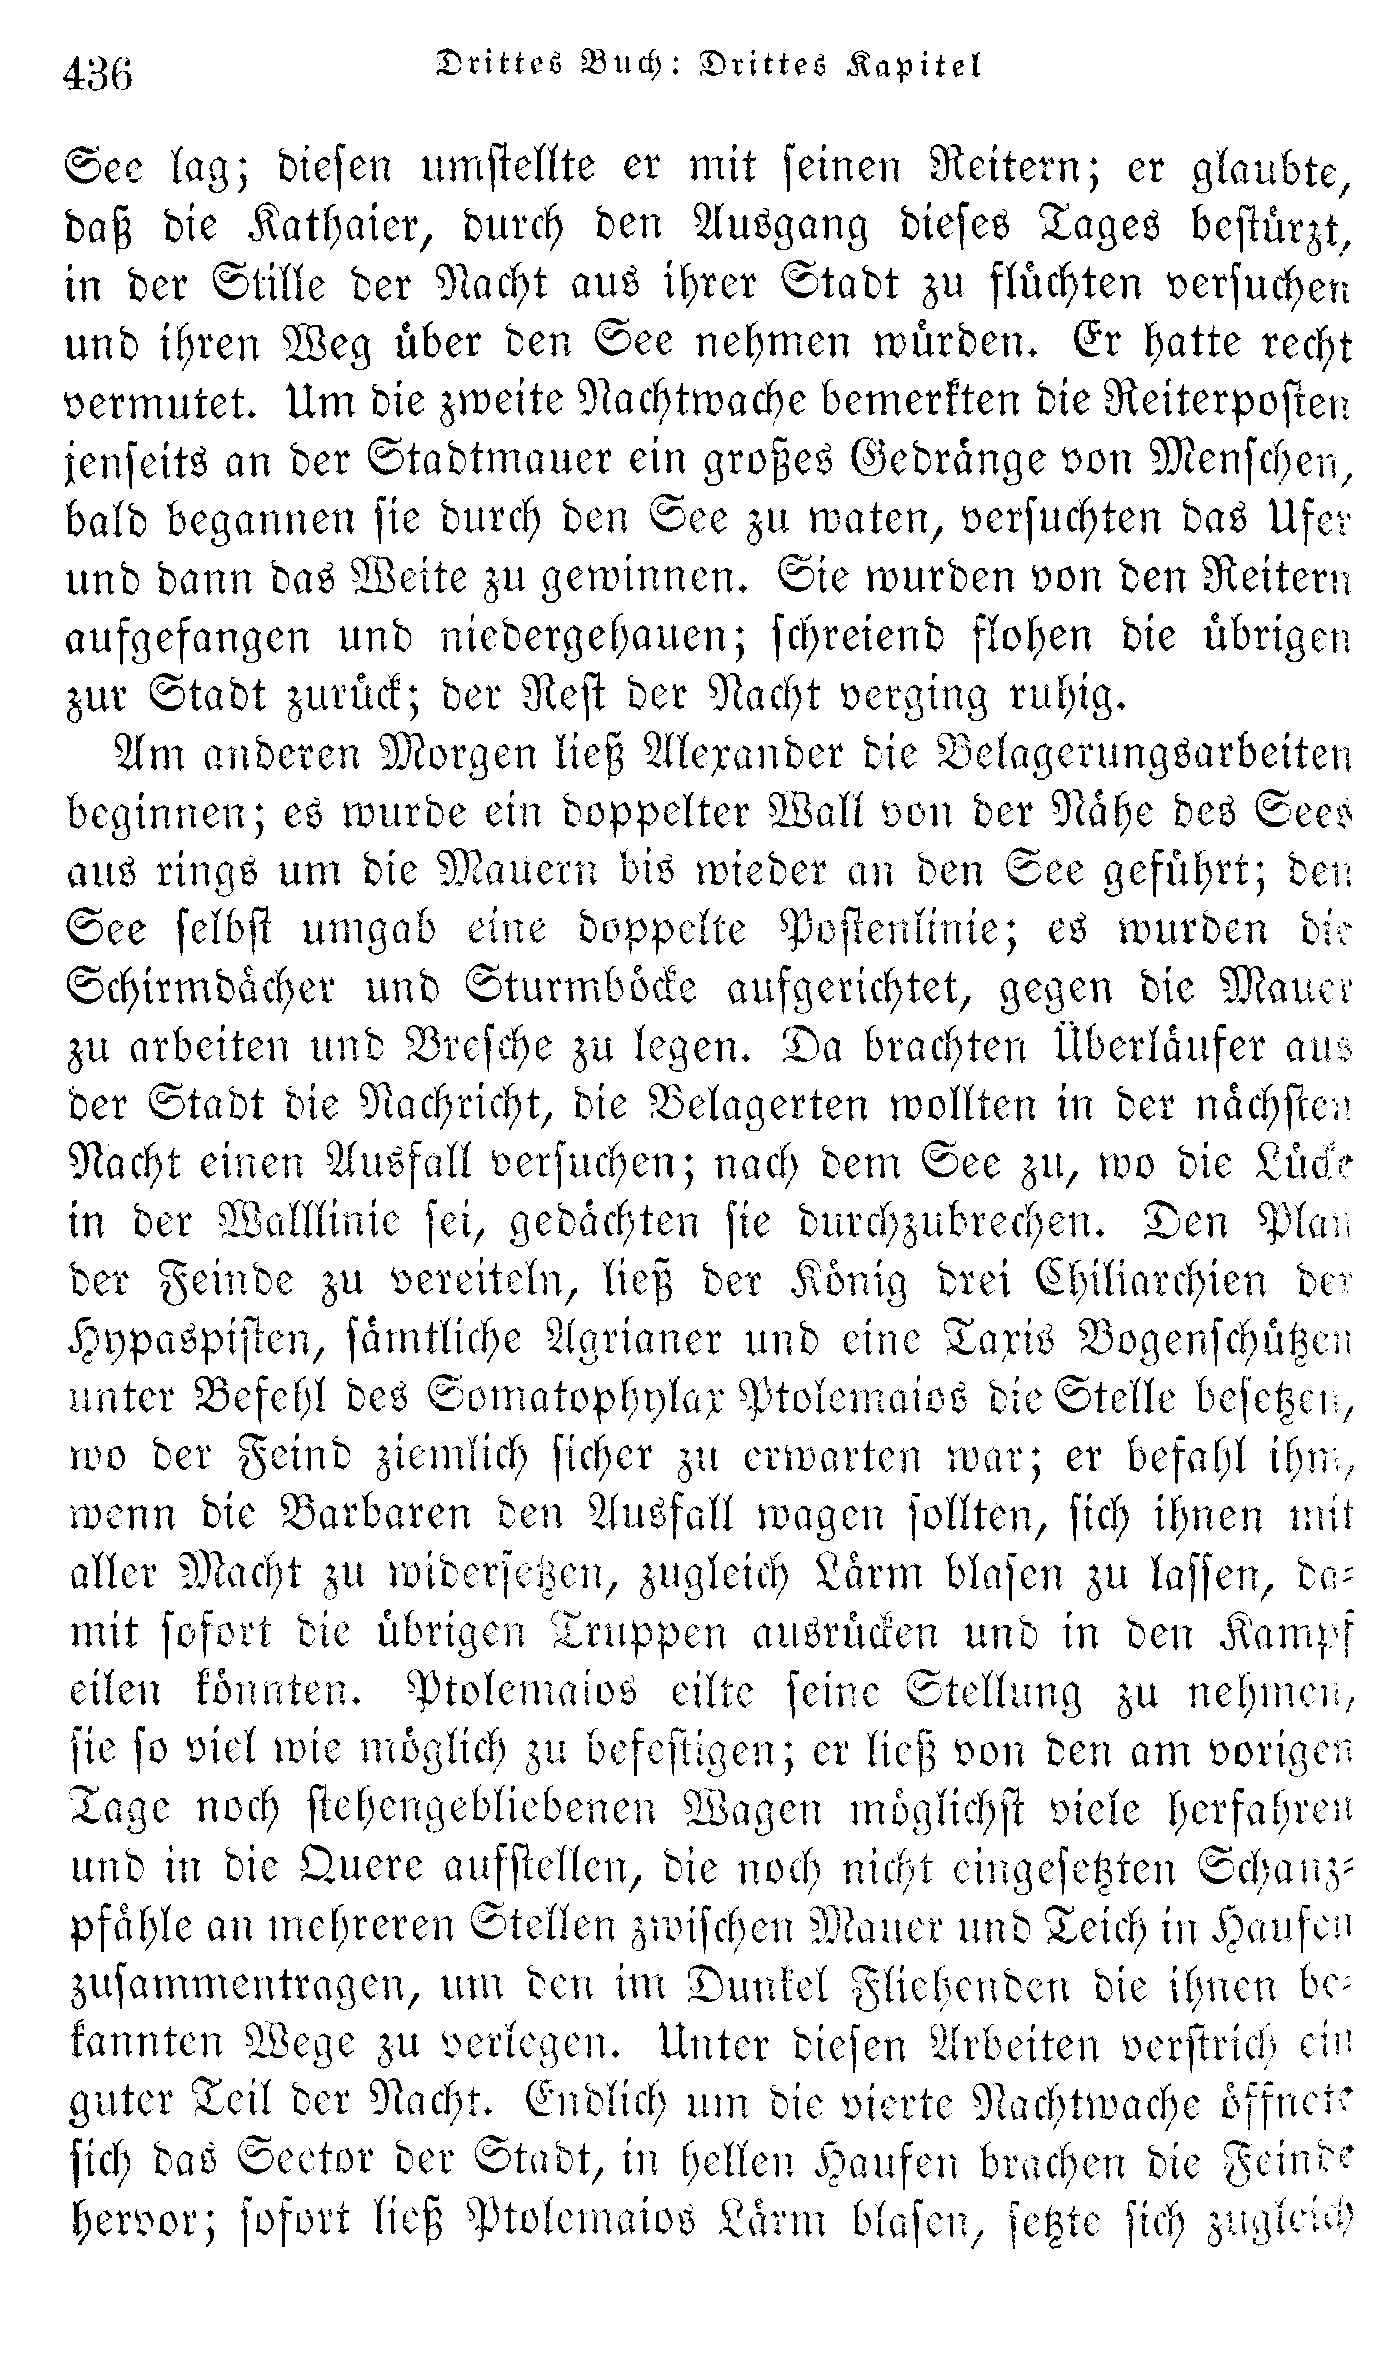 436
Drittes Buch: Drittes Kapitel
See lag; diesen umstellte er mit seinen Reitern; er glaubte,
daß die Kathaier, durch den Ausgang dieses Tages bestürzt,
in der Stille der Nacht aus ihrer Stadt zu flüchten versuchen
und ihren Weg über den See nehmen würden. Er hatte recht
vermutet. Um die zweite Nachtwache bemerkten die Reiterposten
jenseits an der Stadtmauer ein großes Gedränge von Menschen,
bald begannen sie durch den See zu waten, versuchten das Ufer
und dann das Weite zu gewinnen. Sie wurden von den Reitern
aufgefangen und niedergehauen; schreiend flohen die übrigen
zur Stadt zurück; der Rest der Nacht verging ruhig.
Am anderen Morgen ließ Alexander die Belagerungsarbeiten
beginnen; es wurde ein doppelter Wall von der Nähe des Sees
aus rings um die Mauern bis wieder an den See geführt; den
See selbst umgab eine doppelte Postenlinie; es wurden die
Schirmdächer und Sturmböcke aufgerichtet, gegen die Mauer
zu arbeiten und Bresche zu legen. Da brachten Überläufer aus
der Stadt die Nachricht, die Belagerten wollten in der nächsten
Nacht einen Ausfall versuchen; nach dem See zu, wo die Lücke
in der Walllinie sei, gedächten sie durchzubrechen. Den Plan
der Feinde zu vereiteln, ließ der König drei Chiliarchien der
Hypaspisten, sämtliche Agrianer und eine Taxis Bogenschützen
unter Befehl des Somatophylax Ptolemaios die Stelle besetzen,
wo der Feind ziemlich sicher zu erwarten war; er befahl ihm,
wenn die Barbaren den Ausfall wagen sollten, sich ihnen mit
aller Macht zu widersetzen, zugleich Lärm blasen zu lassen, da-
mit sofort die übrigen Truppen ausrücken und in den Kampf
eilen könnten. Ptolemaios eilte seine Stellung zu nehmen,
sie so viel wie möglich zu befestigen; er ließ von den am vorigen
Tage noch stehengebliebenen Wagen möglichst viele herfahren
und in die Quere aufstellen, die noch nicht eingesetzten Schanz-
pfähle an mehreren Stellen zwischen Mauer und Teich in Haufen
zusammentragen, um den im Dunkel Fliehenden die ihnen be-
kannten Wege zu verlegen. Unter diesen Arbeiten verstrich ein
guter Teil der Nacht. Endlich um die vierte Nachtwache öffnete
sich das Seetor der Stadt, in hellen Haufen brachen die Feinde
hervor; sofort ließ Ptolemaios Lärm blasen, setzte sich zugleich